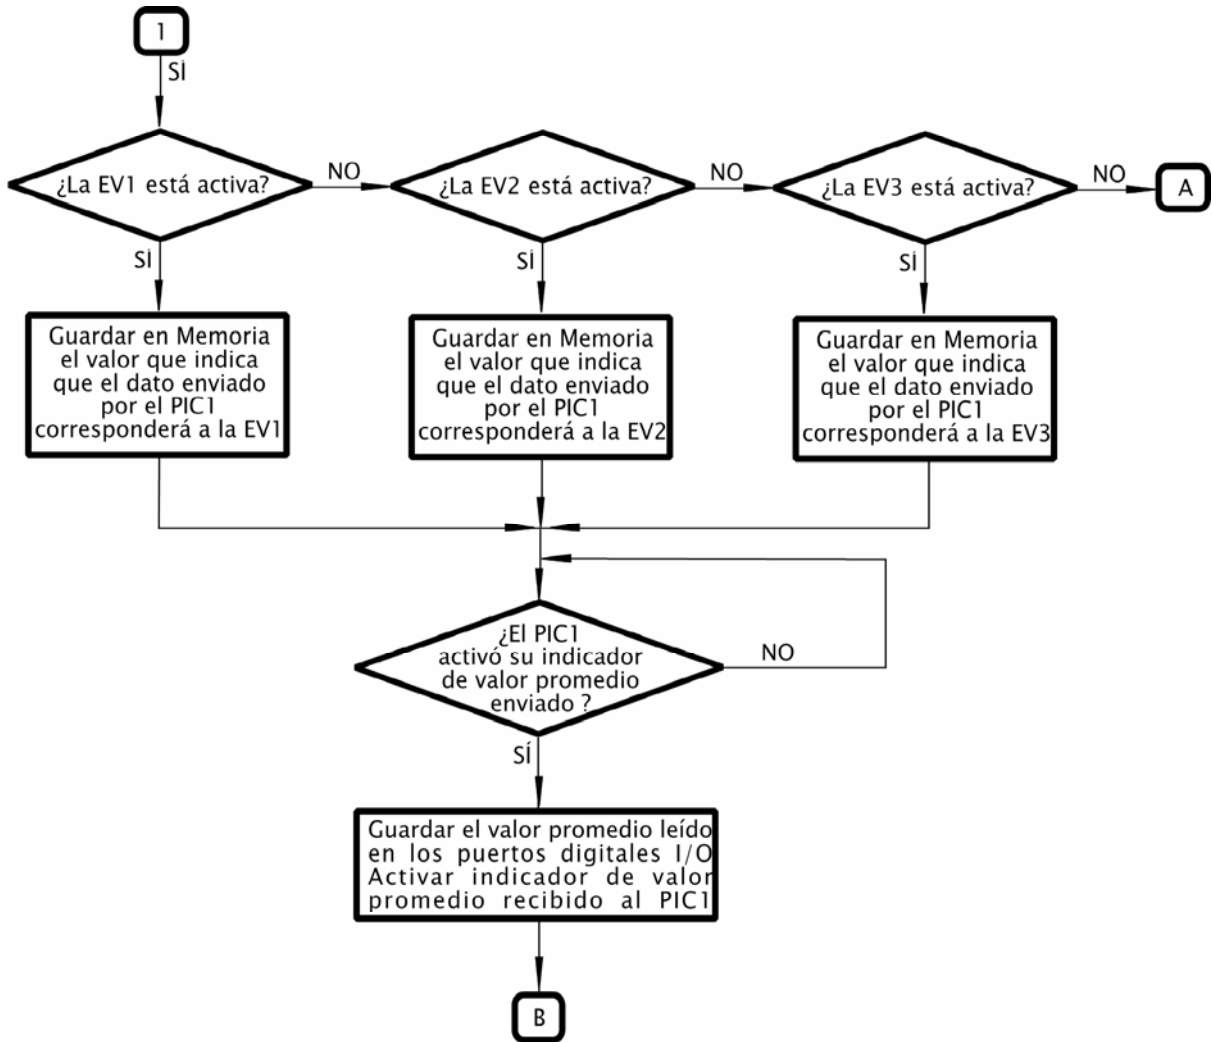 1
SÍ
¿La EV1 está activa?
NO
¿La EV2 está activa?
NO
¿La EV3 está activa?
NO
A
SÍ
SÍ
SÍ
Guardar en Memoria
el valor que indica
que el dato enviado
por el PIC1
corresponderá a la EV1
Guardar en Memoria
el valor que indica
que el dato enviado
por el PIC1
corresponderá a la EV2
Guardar en Memoria
el valor que indica
que el dato enviado
por el PIC1
corresponderá a la EV3
¿El PIC1
activó su indicador
de valor promedio
enviado ?
NO
SÍ
Guardar el valor promedio leído
en los puertos digitales I/O
Activar indicador de valor
promedio recibido al PIC1
B